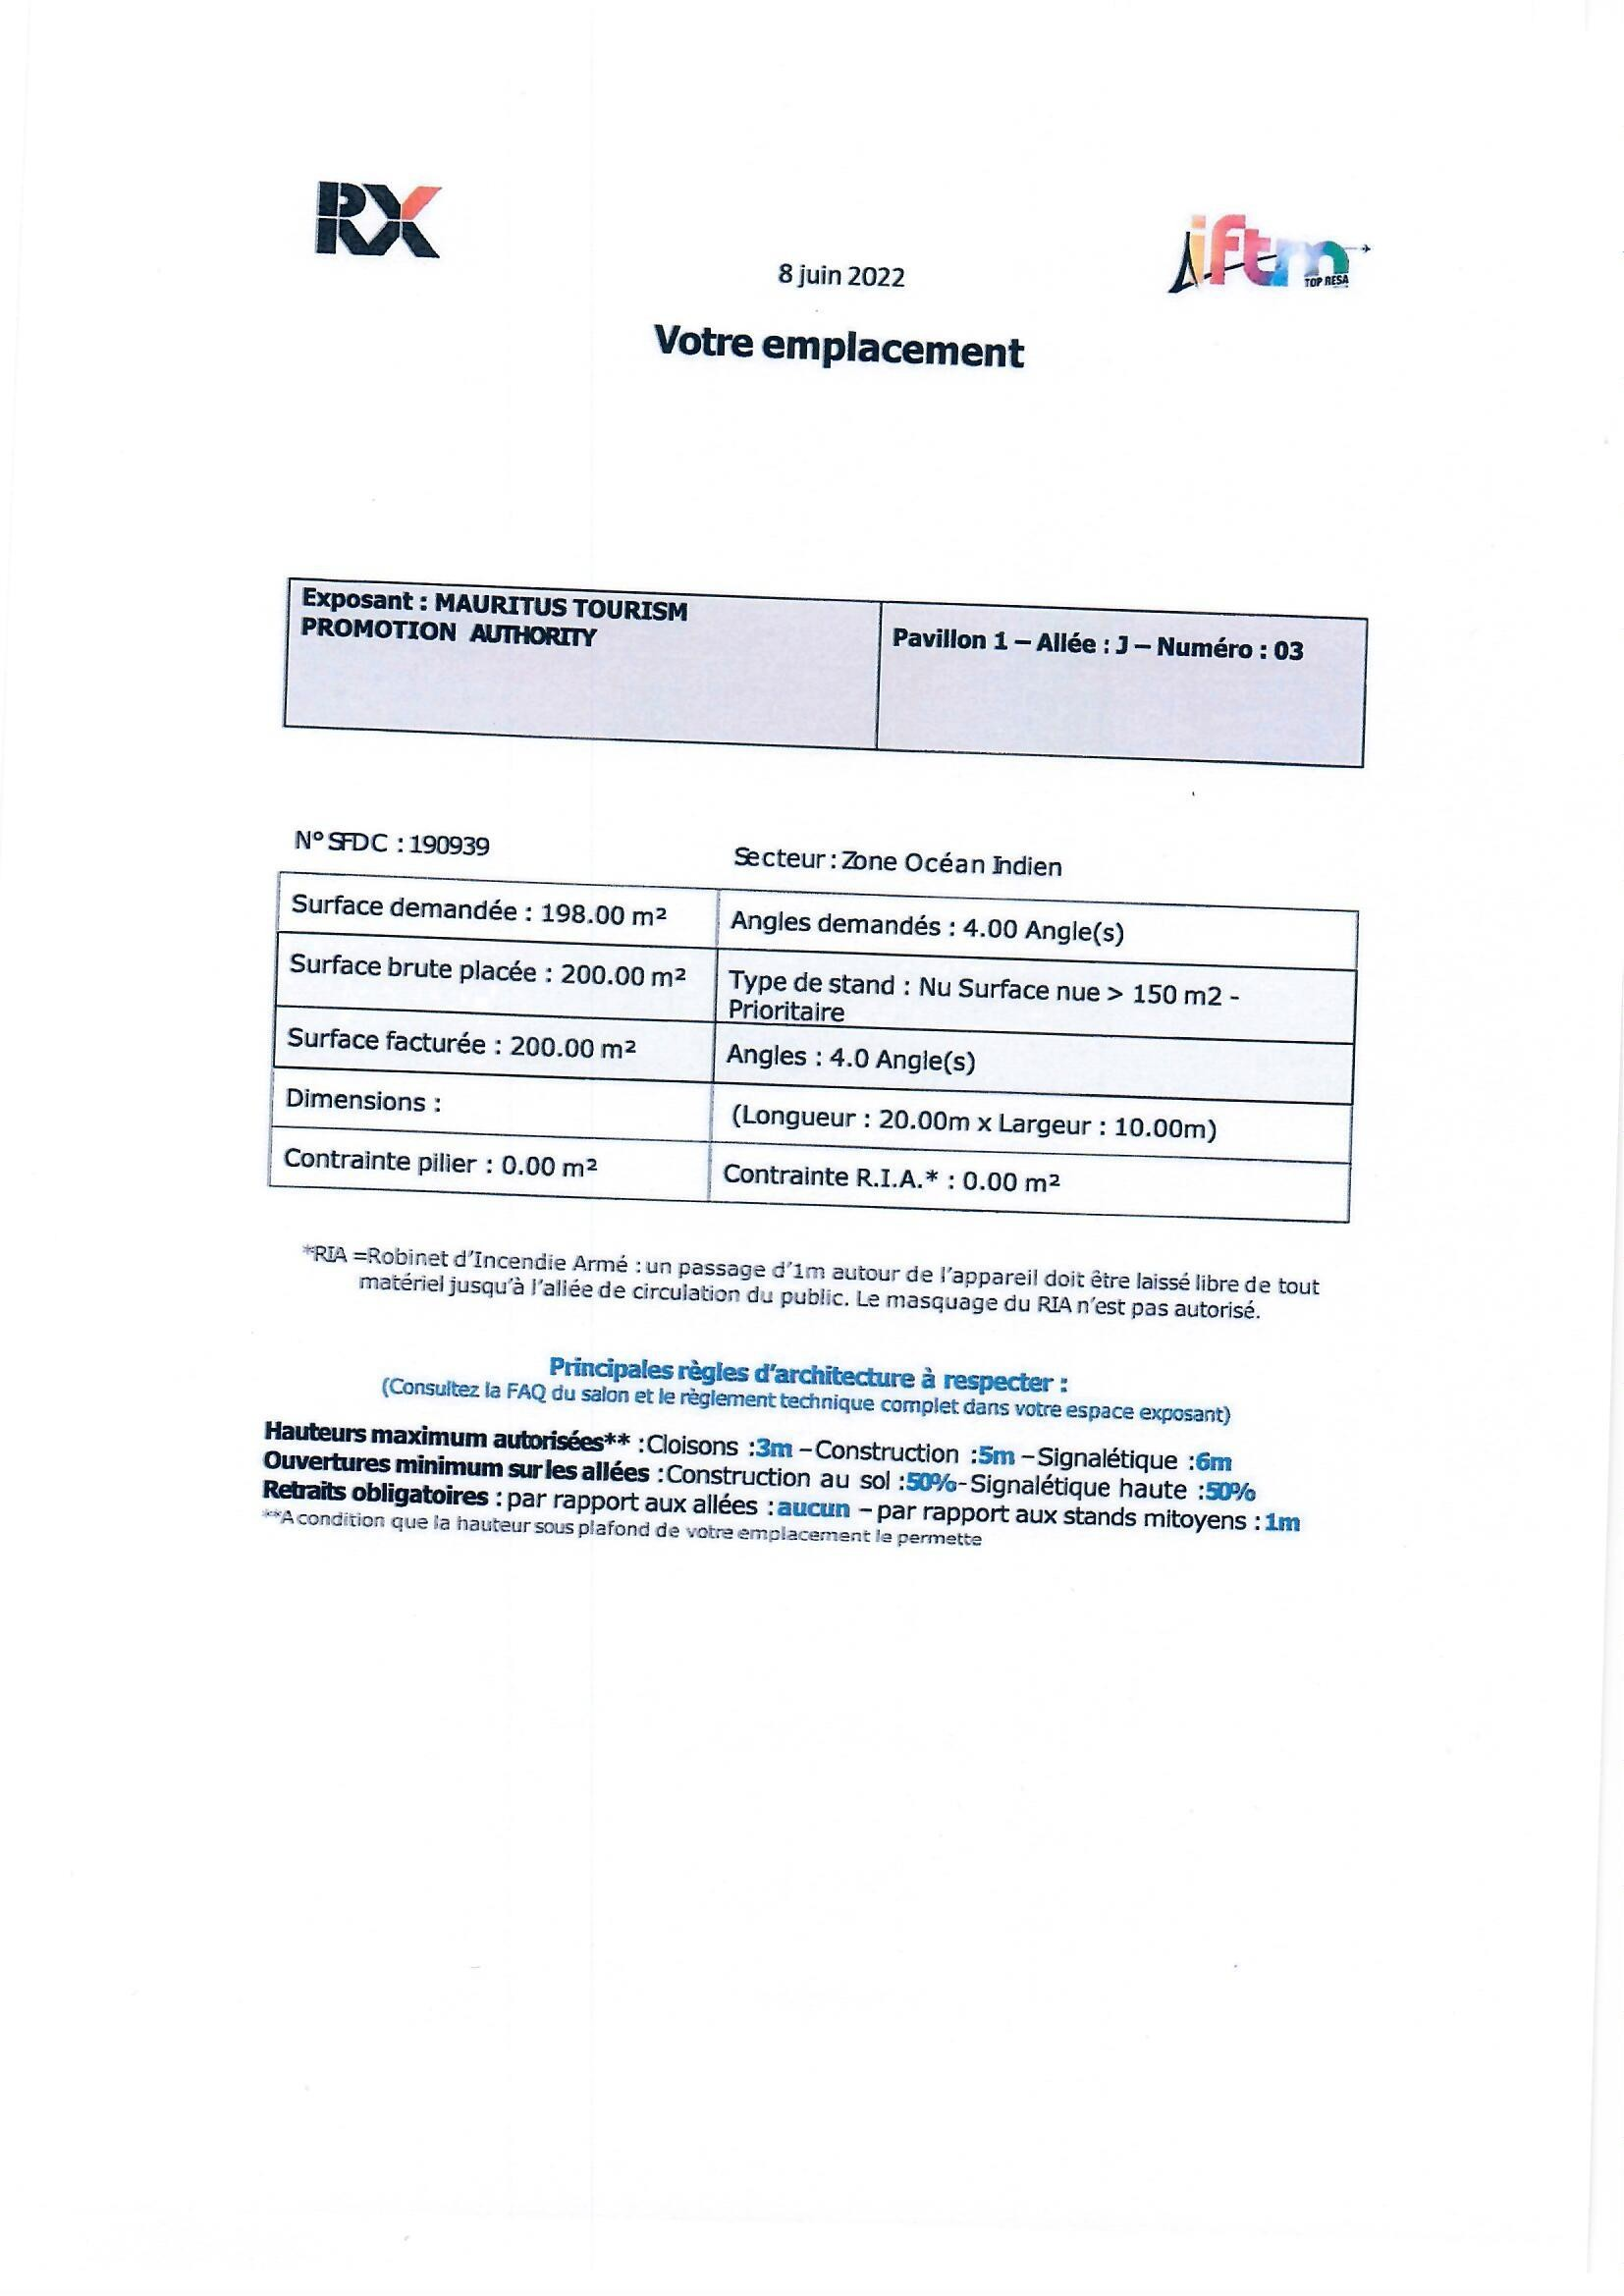 RX
iftm
TOP RESA
8 juin 2022
Votre emplacement
Exposant : MAURITUS TOURISM
PROMOTION AUTHORITY
Pavillon 1 – Allée : J – Numéro : 03
N° SFDC : 190939
Secteur : Zone Océan Indien
Surface demandée : 198.00 m²
Angles demandés : 4.00 Angle(s)
Surface brute placée : 200.00 m²
Type de stand : Nu Surface nue > 150 m2 -
Prioritaire
Surface facturée : 200.00 m²
Angles : 4.0 Angle(s)
Dimensions :
(Longueur : 20.00m x Largeur : 10.00m)
Contrainte pilier : 0.00 m²
Contrainte R.I.A.* : 0.00 m²
*RIA =Robinet d'Incendie Armé : un passage d'1m autour de l'appareil doit être laissé libre de tout
matériel jusqu'à l'allée de circulation du public. Le masquage du RIA n'est pas autorisé.
Principales règles d'architecture à respecter :
(Consultez la FAQ du salon et le règlement technique complet dans votre espace exposant)
Hauteurs maximum autorisées** : Cloisons : 3m – Construction : 5m – Signalétique : 6m
Ouvertures minimum sur les allées : Construction au sol : 50% - Signalétique haute : 50%
Retraits obligatoires : par rapport aux allées : aucun – par rapport aux stands mitoyens : 1m
**A condition que la hauteur sous plafond de votre emplacement le permette